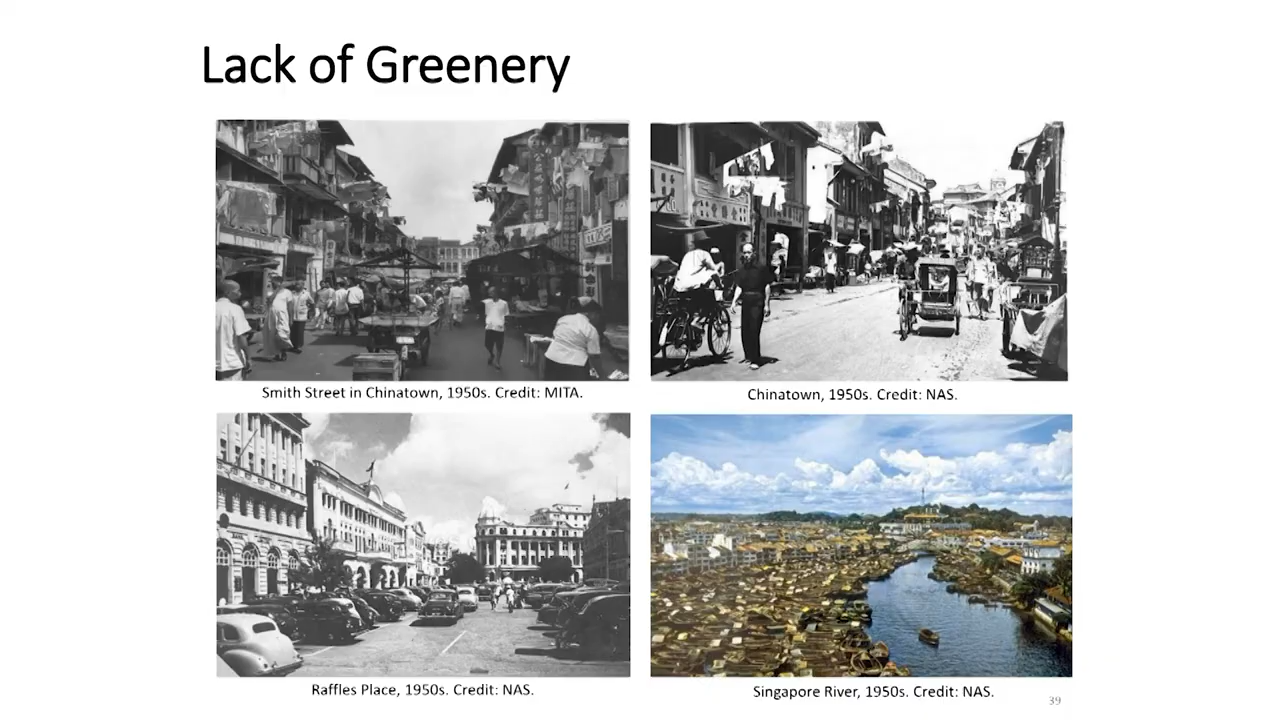 Lack of Greenery
Smith Street in Chinatown, 1950s. Credit: MITA.
Chinatown, 1950s. Credit: NAS.
Raffles Place, 1950s. Credit: NAS.
Singapore River, 1950s. Credit: NAS.
39